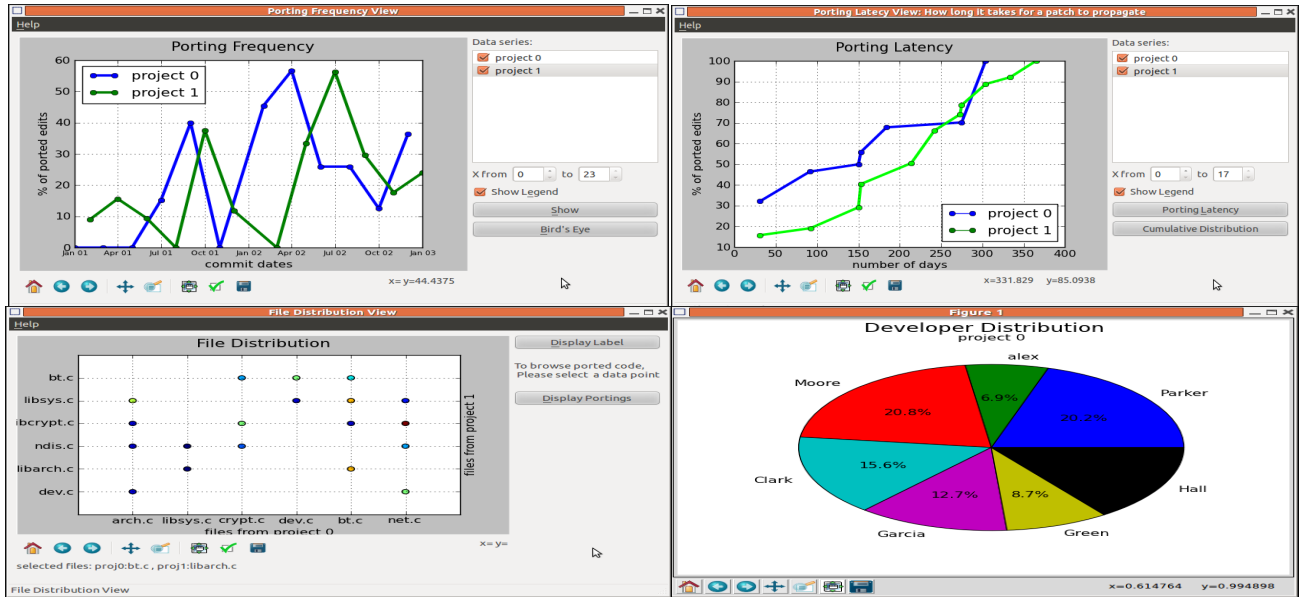 Porting Frequency View
Help
Porting Frequency
60
50
40
30
20
10
0
% of ported edits
project 0
project 1
Jan 01 Apr 01 Jul 01 Oct 01 Jan 02 Apr 02 Jul 02 Oct 02 Jan 03
commit dates
Data series:
project 0
project 1
X from 0 to 23
Show Legend
Show
Bird's Eye
x= y=44.4375
Porting Latecy View: How long it takes for a patch to propagate
Help
Porting Latency
100
90
80
70
60
50
40
30
20
10
% of ported edits
project 0
project 1
0 50 100 150 200 250 300 350 400
number of days
Data series:
project 0
project 1
X from 0 to 17
Show Legend
Porting Latency
Cumulative Distribution
x=331.829 y=85.0938
File Distribution View
Help
File Distribution
bt.c
libsys.c
ibcrypt.c
ndis.c
libarch.c
dev.c
files from project 1
arch.c libsys.c crypt.c dev.c bt.c net.c
files from project 0
Display Label
To browse ported code,
Please select a data point
Display Portings
x= y=
selected files: proj0:bt.c , proj1:libarch.c
File Distribution View
Figure 1
Developer Distribution
project 0
alex
Moore
Parker
6.9%
20.8%
20.2%
15.6%
Clark
12.7%
8.7%
Hall
Garcia
Green
x=0.614764 y=0.994898